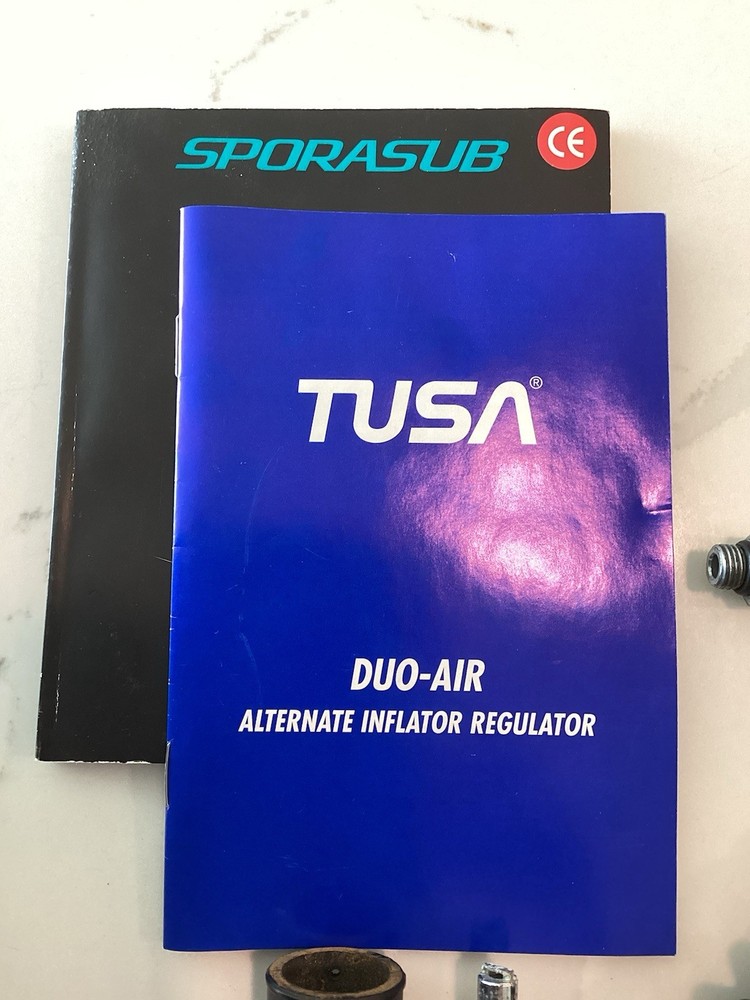 SPORASUB
CE
TUSA®
DUO-AIR
ALTERNATE INFLATOR REGULATOR